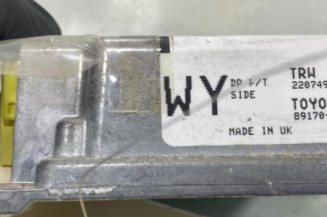 WY
DP F/T
SIDE
TRW
220749
TOYO
89170-
MADE IN UK